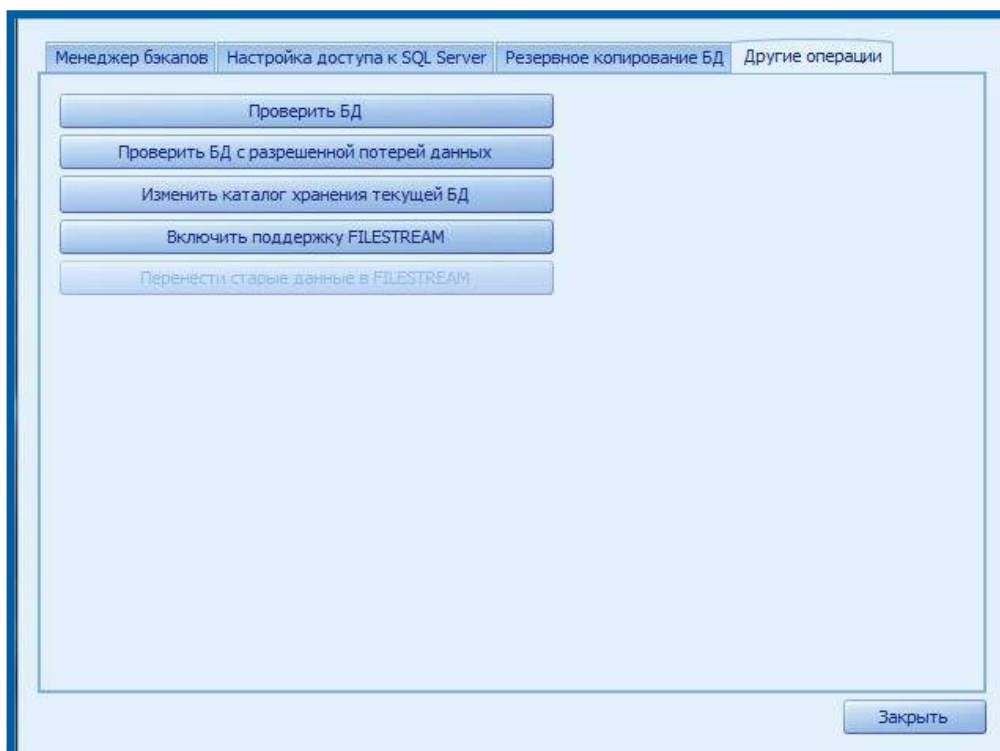 Менеджер бэкапов Настройка доступа к SQL Server Резервное копирование БД Другие операции
Проверить БД
Проверить БД с разрешенной потерей данных
Изменить каталог хранения текущей БД
Включить поддержку FILESTREAM
Перенести старые данные в FILESTREAM
Закрыть